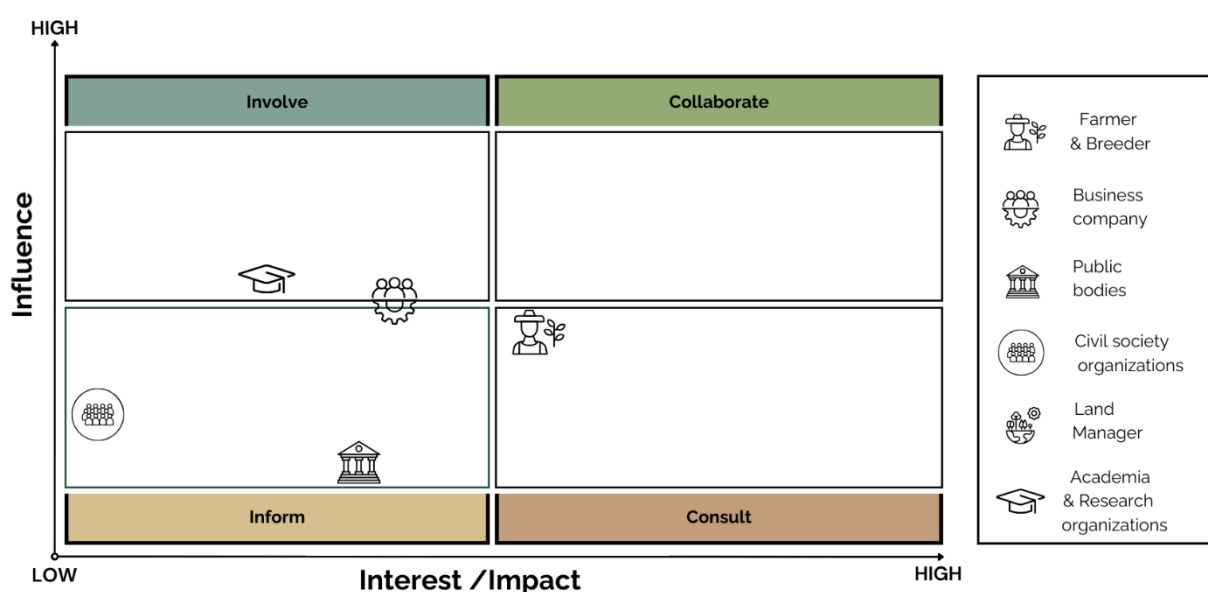 HIGH
Involve
Collaborate
Influence
Inform
Consult
LOW
Interest /Impact
HIGH
Farmer
& Breeder
Business
company
Public
bodies
Civil society
organizations
Land
Manager
Academia
& Research
organizations